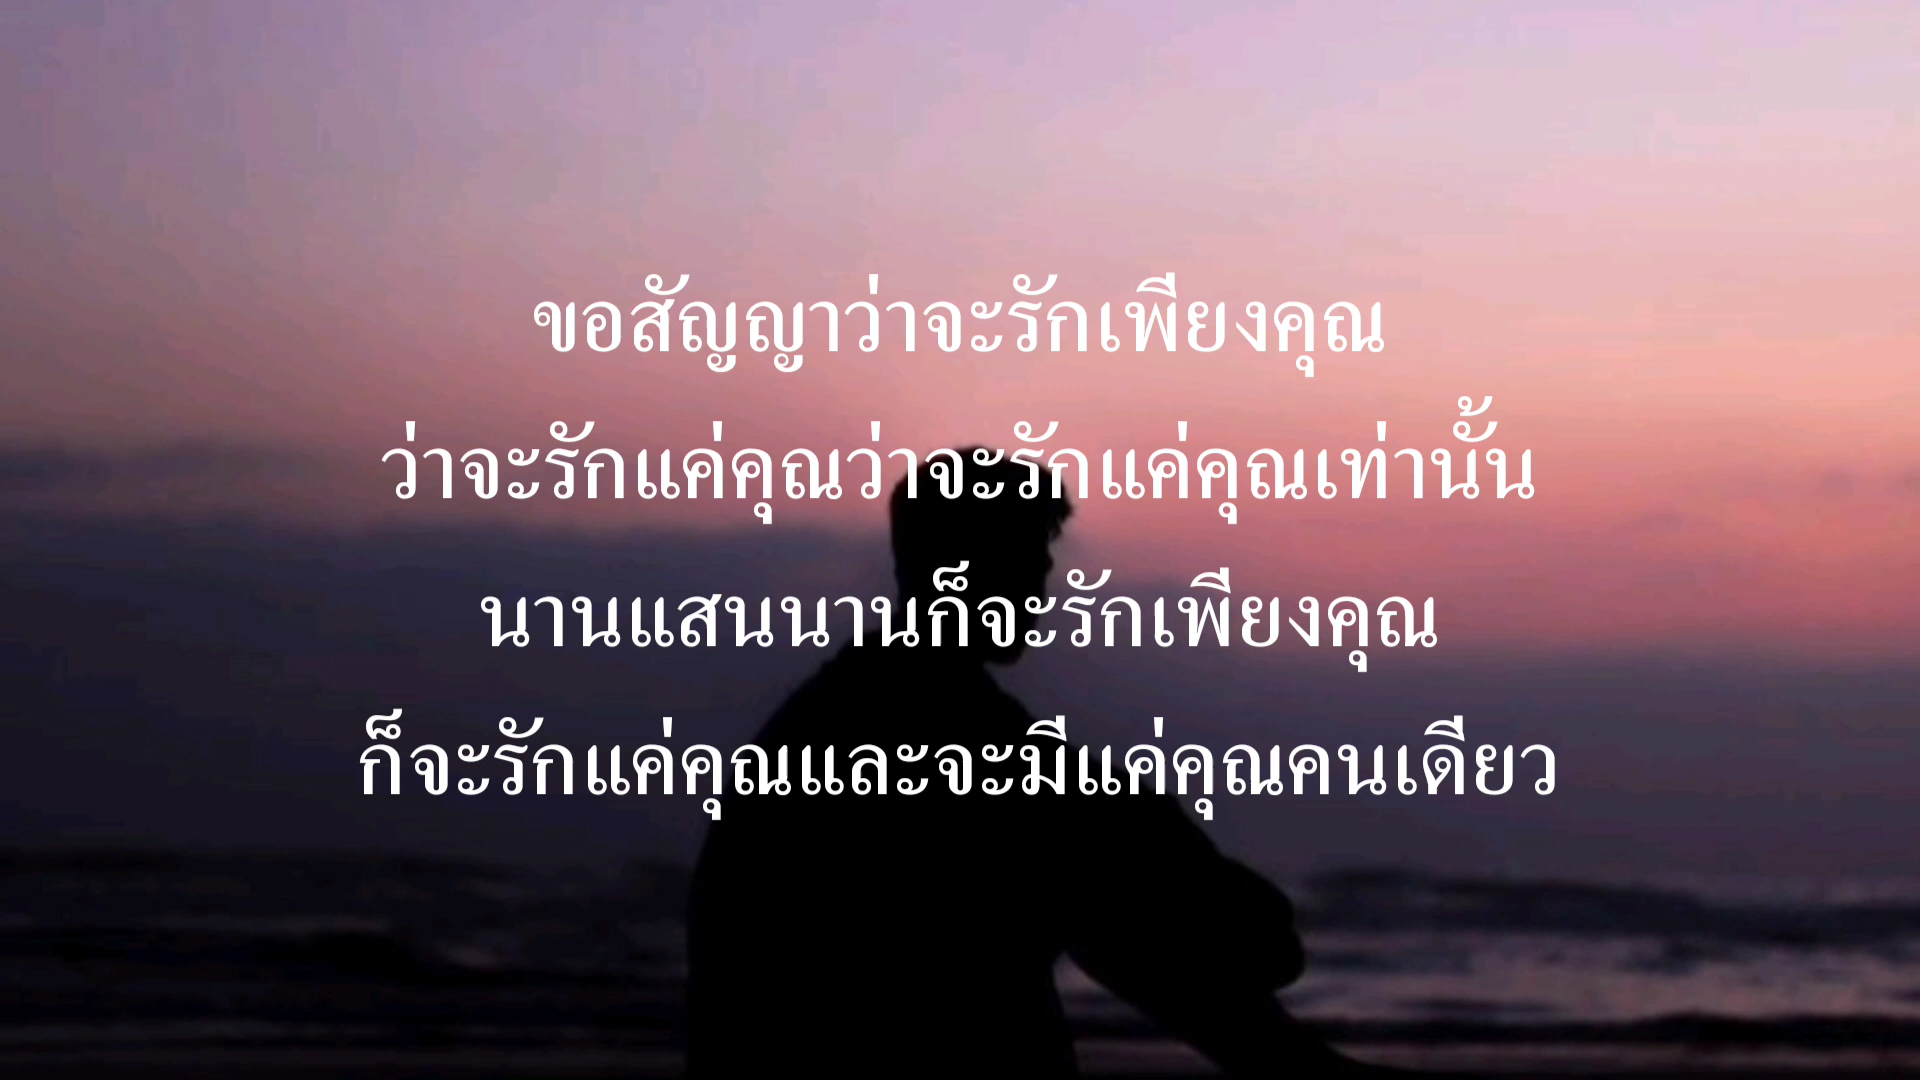 ขอสัญญาว่าจะรักเพียงคุณ
ว่าจะรักแค่คุณว่าจะรักแค่คุณเท่านั้น
นานแสนนานก็จะรักเพียงคุณ
ก็จะรักแค่คุณและจะมีแค่คุณคนเดียว